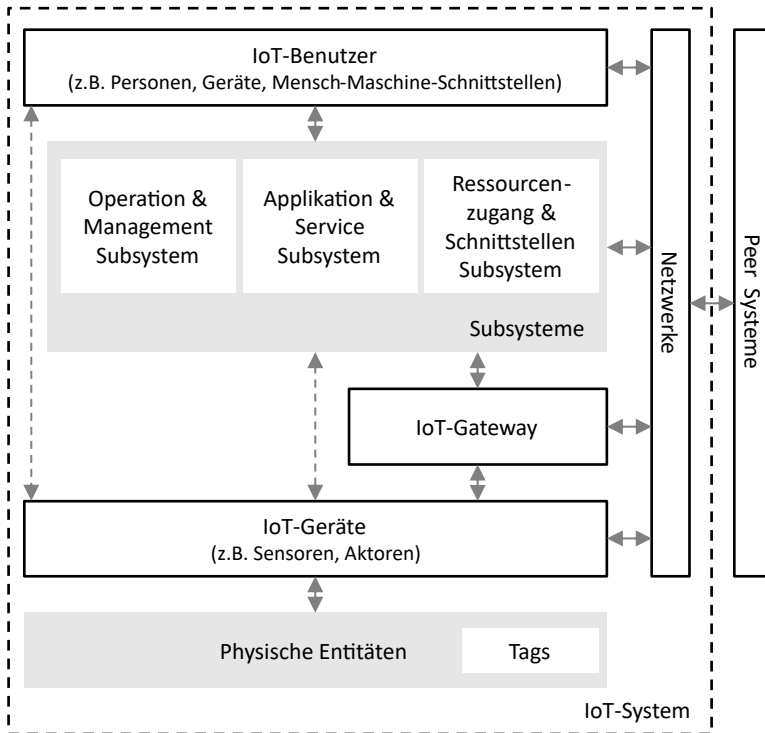 IoT-Benutzer
(z.B. Personen, Geräte, Mensch-Maschine-Schnittstellen)
Operation &
Management
Subsystem
Applikation &
Service
Subsystem
Ressourcen-
zugang &
Schnittstellen
Subsystem
Subsysteme
IoT-Gateway
IoT-Geräte
(z.B. Sensoren, Aktoren)
Physische Entitäten
Tags
IoT-System
Netzwerke
Peer Systeme